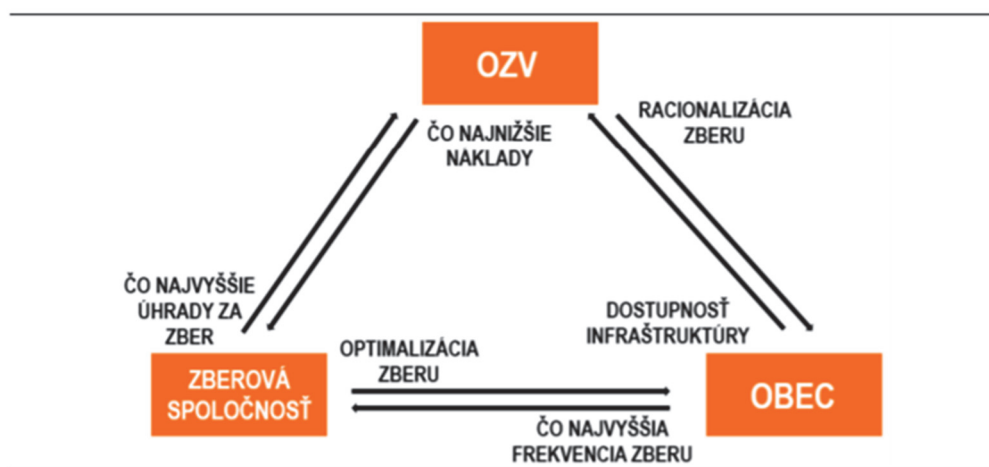 OZV
RACIONALIZÁCIA
ZBERU
ČO NAJNIŽŠIE
NÁKLADY
ČO NAJVYŠŠIE
ÚHRADY ZA
ZBER
DOSTUPNOSŤ
INFRAŠTRUKTÚRY
ZBEROVÁ
SPOLOČNOSŤ
OPTIMALIZÁCIA
ZBERU
OBEC
ČO NAJVYŠŠIA
FREKVENCIA ZBERU